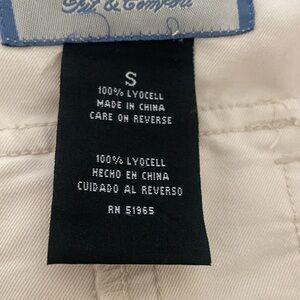 S
100% LYOCELL
MADE IN CHINA
CARE ON REVERSE
100% LYOCELL
HECHO EN CHINA
CUIDADO AL REVERSO
RN 51965